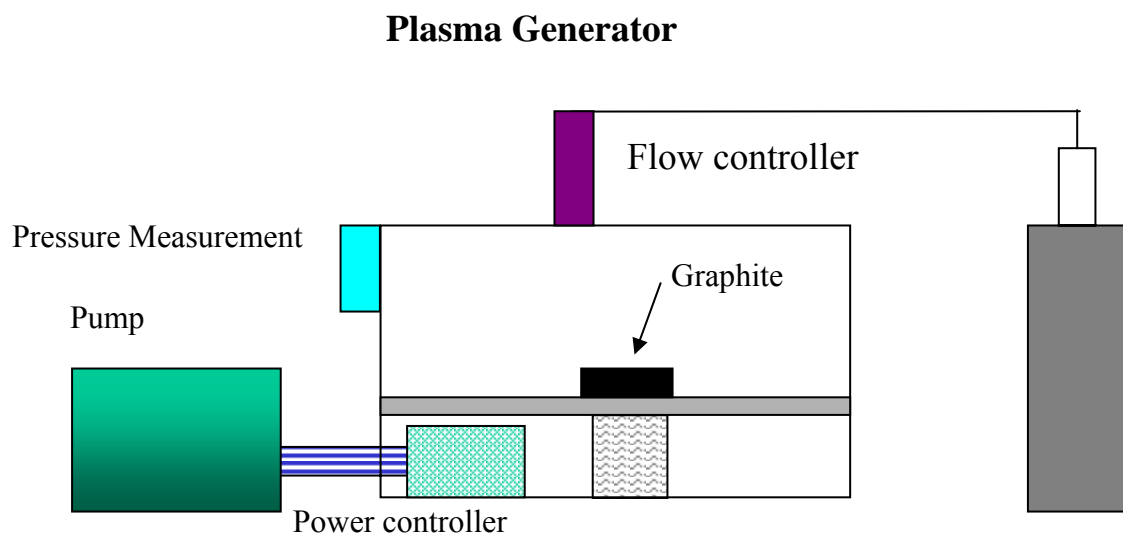 Plasma Generator
Flow controller
Pressure Measurement
Graphite
Pump
Power controller